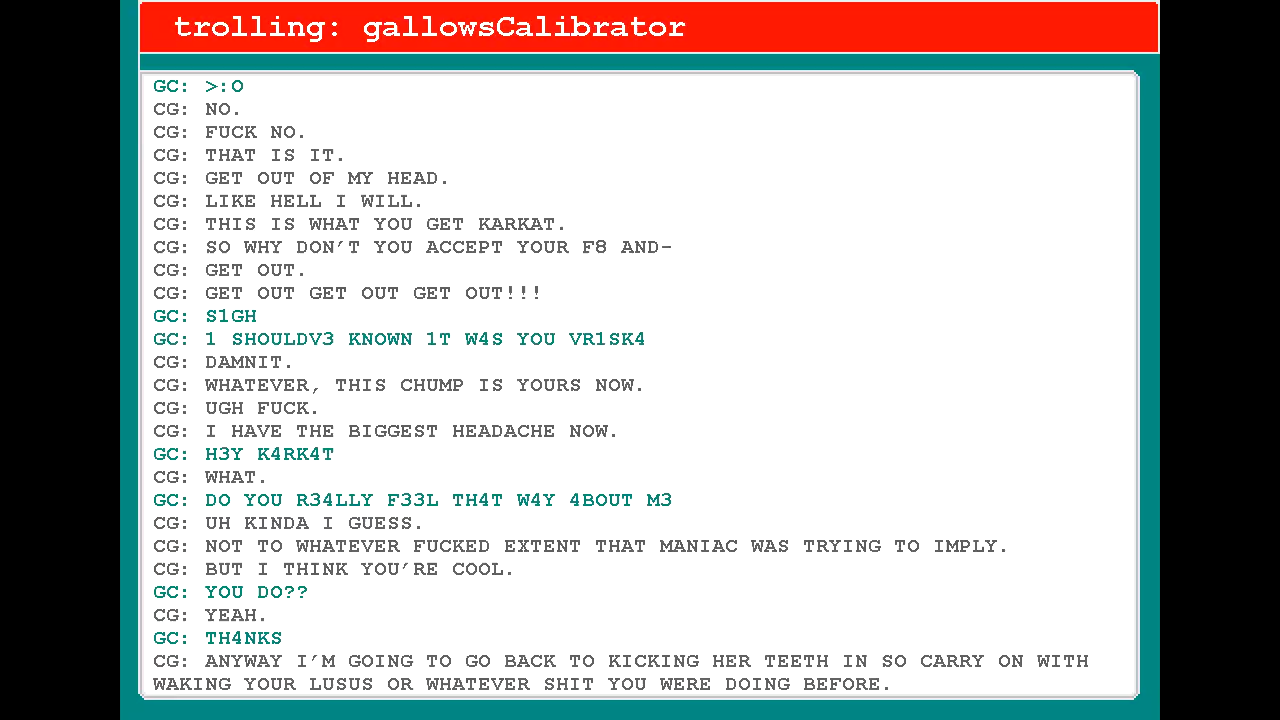 trolling: gallowsCalibrator
GC: >:O
CG: NO.
CG: FUCK NO.
CG: THAT IS IT.
CG: GET OUT OF MY HEAD.
CG: LIKE HELL I WILL.
CG: THIS IS WHAT YOU GET KARKAT.
CG: SO WHY DON'T YOU ACCEPT YOUR F8 AND-
CG: GET OUT.
CG: GET OUT GET OUT GET OUT!!!
GC: S1GH
GC: 1 SHOULDV3 KNOWN 1T W4S YOU VR1SK4
CG: DAMNIT.
CG: WHATEVER, THIS CHUMP IS YOURS NOW.
CG: UGH FUCK.
CG: I HAVE THE BIGGEST HEADACHE NOW.
GC: H3Y K4RK4T
CG: WHAT.
GC: DO YOU R34LLY F33L TH4T W4Y 4BOUT M3
CG: UH KINDA I GUESS.
CG: NOT TO WHATEVER FUCKED EXTENT THAT MANIAC WAS TRYING TO IMPLY.
CG: BUT I THINK YOU'RE COOL.
GC: YOU DO??
CG: YEAH.
GC: TH4NKS
CG: ANYWAY I'M GOING TO GO BACK TO KICKING HER TEETH IN SO CARRY ON WITH
WAKING YOUR LUSUS OR WHATEVER SHIT YOU WERE DOING BEFORE.